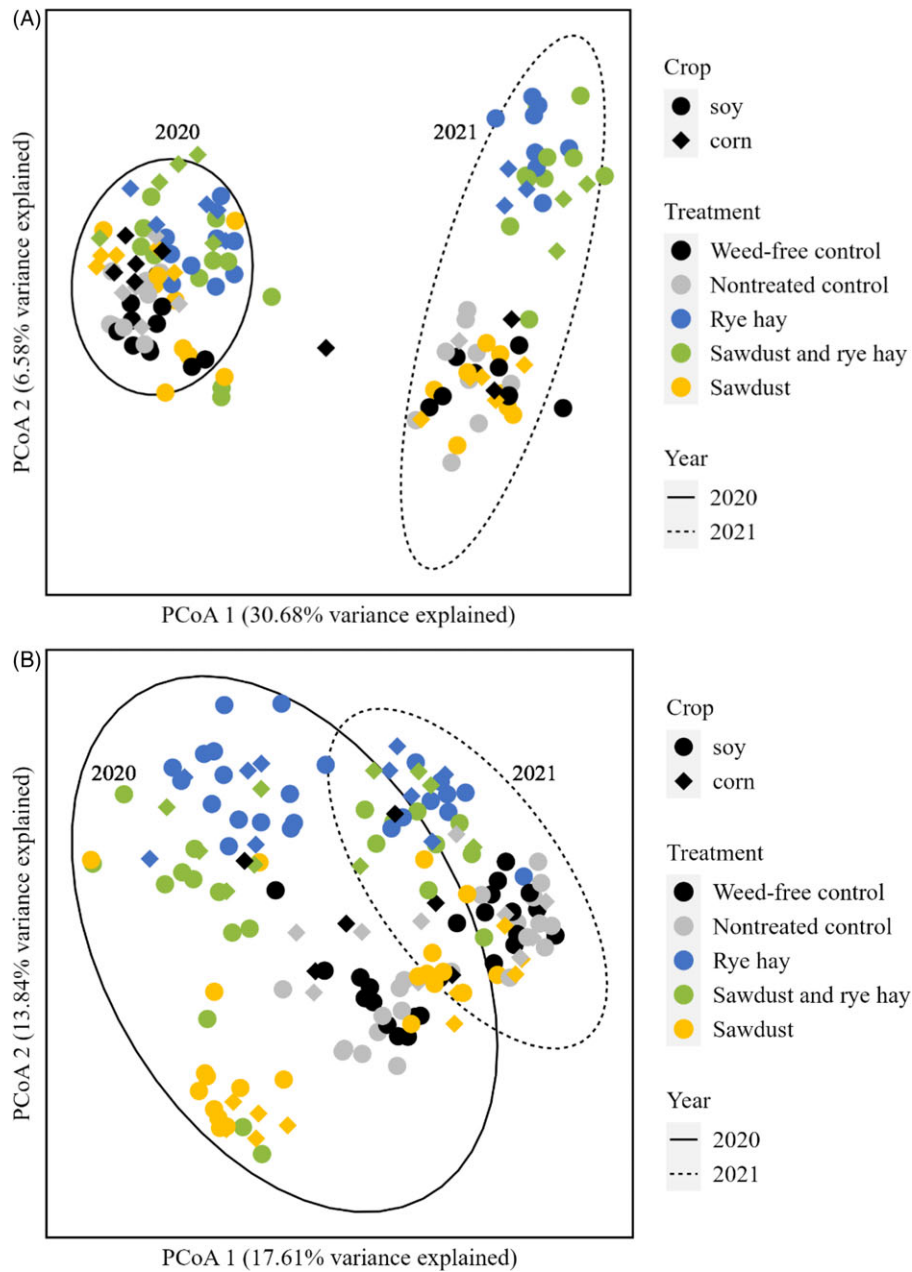 (A)
2020
2021
PCoA 2 (6.58% variance explained)
PCoA 1 (30.68% variance explained)
Crop
soy
corn
Treatment
Weed-free control
Nontreated control
Rye hay
Sawdust and rye hay
Sawdust
Year
2020
2021
(B)
2020
2021
PCoA 2 (13.84% variance explained)
PCoA 1 (17.61% variance explained)
Crop
soy
corn
Treatment
Weed-free control
Nontreated control
Rye hay
Sawdust and rye hay
Sawdust
Year
2020
2021